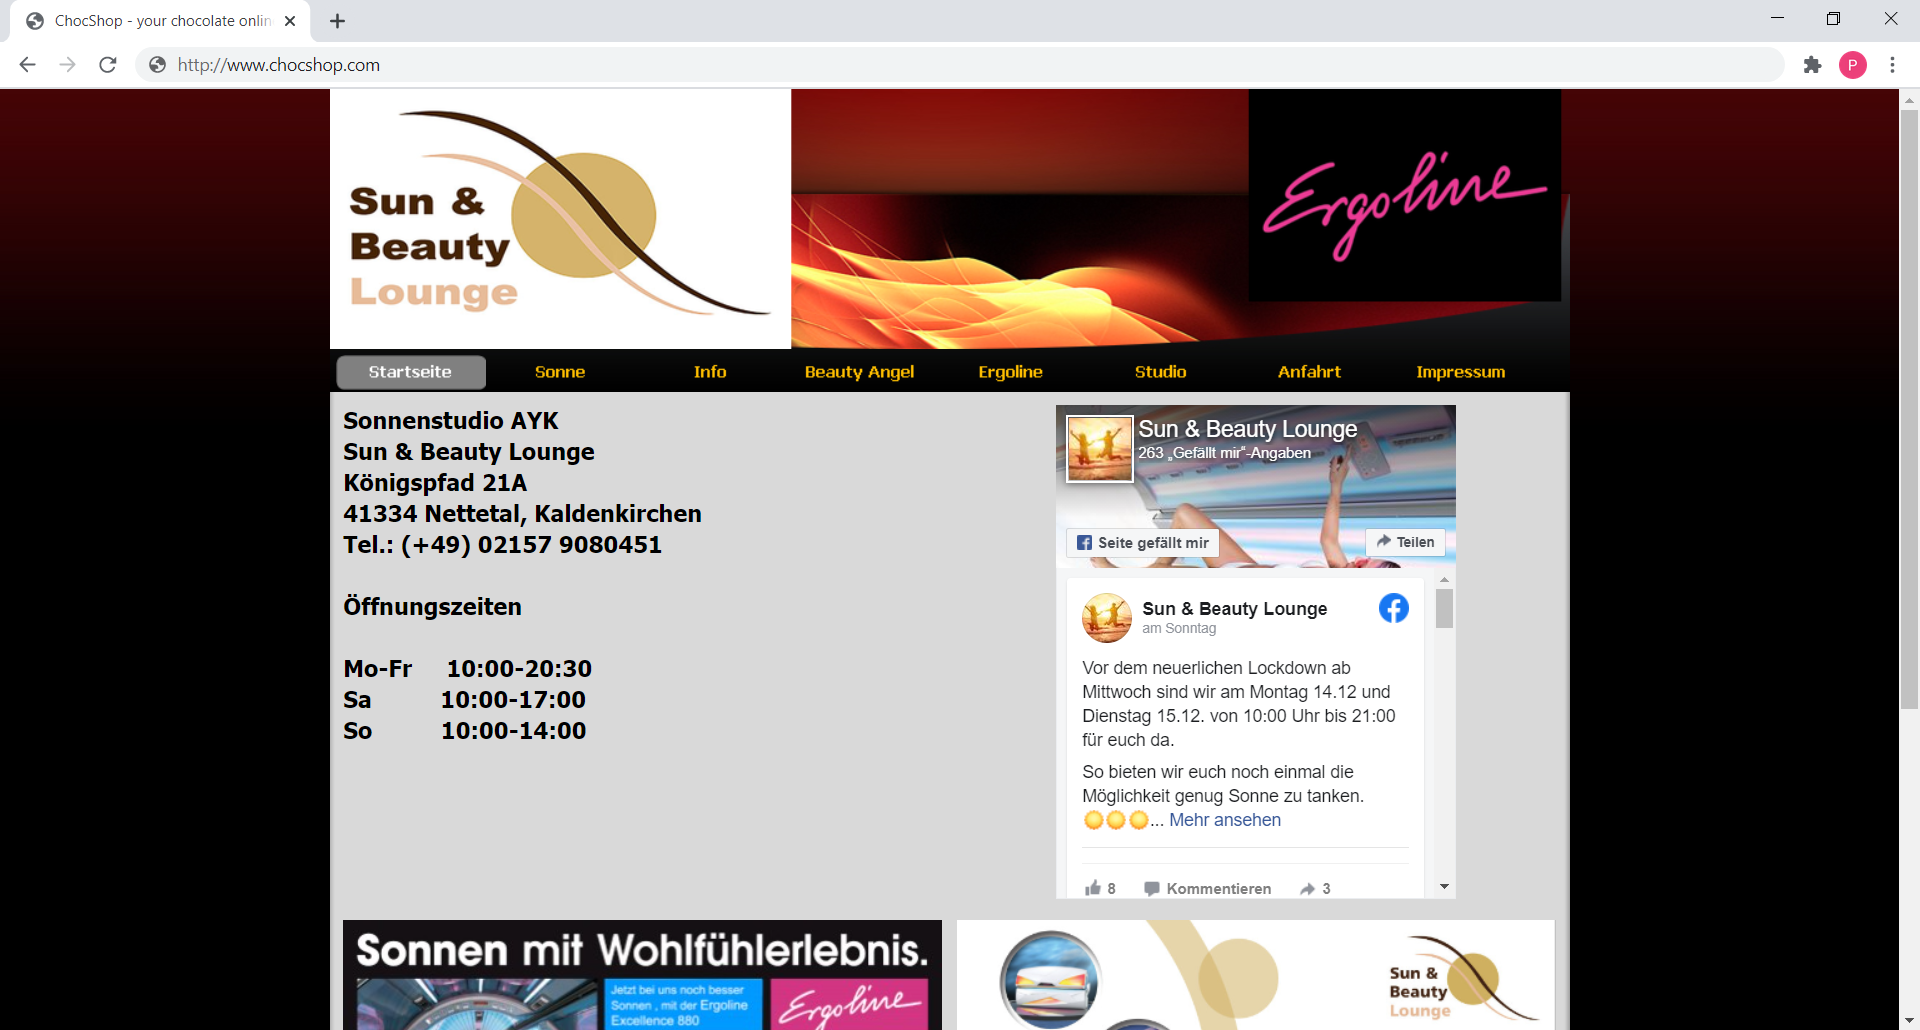 ChocShop - your chocolate onlin
http://www.chocshop.com
P
Sun &
Beauty
Lounge
Ergoline
Startseite Sonne Info Beauty Angel Ergoline Studio Anfahrt Impressum
Sonnenstudio AYK
Sun & Beauty Lounge
Königspfad 21A
41334 Nettetal, Kaldenkirchen
Tel.: (+49) 02157 9080451
Öffnungszeiten
Mo-Fr 10:00-20:30
Sa 10:00-17:00
So 10:00-14:00
Sun & Beauty Lounge
263 „Gefällt mir“-Angaben
Seite gefällt mir Teilen
Sun & Beauty Lounge
am Sonntag
Vor dem neuerlichen Lockdown ab
Mittwoch sind wir am Montag 14.12 und
Dienstag 15.12. von 10:00 Uhr bis 21:00
für euch da.
So bieten wir euch noch einmal die
Möglichkeit genug Sonne zu tanken.
... Mehr ansehen
8 Kommentieren 3
Sonnen mit Wohlfühlerlebnis.
Jetzt bei uns noch besser
Sonnen , mit der Ergoline
Excellence 880
Ergoline
Sun &
Beauty
Lounge